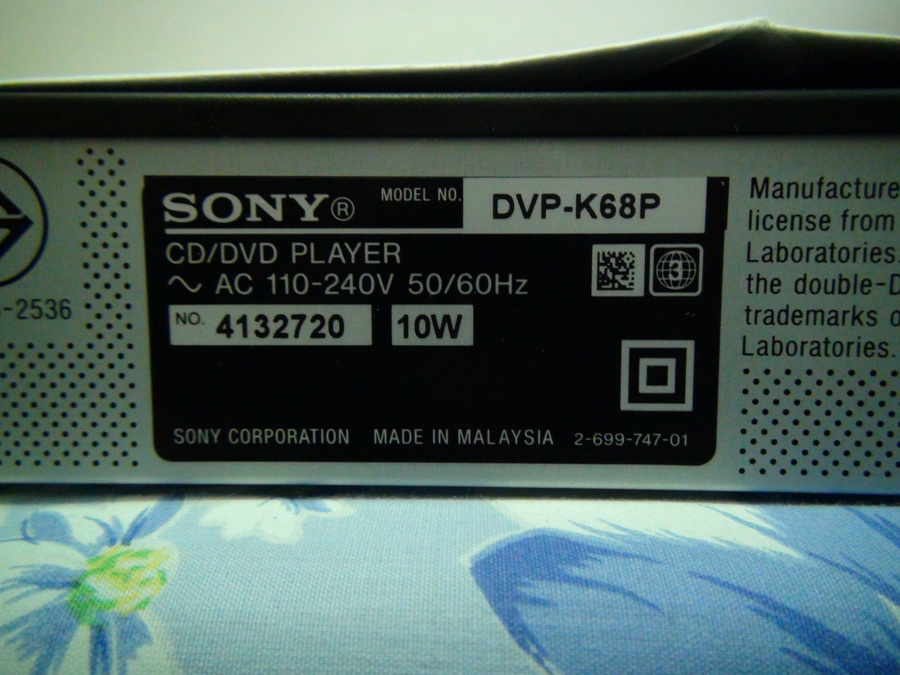 SONY® MODEL NO. DVP-K68P
CD/DVD PLAYER
~ AC 110-240V 50/60Hz
3
NO. 4132720 10W
SONY CORPORATION MADE IN MALAYSIA 2-699-747-01
-2536
Manufacture
license from
Laboratories.
the double-D
trademarks o
Laboratories.